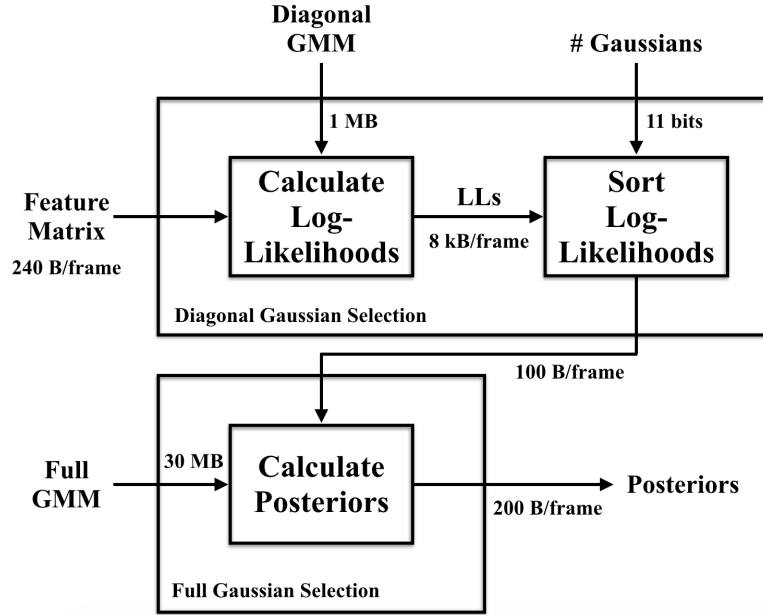 Diagonal
GMM
# Gaussians
1 MB
11 bits
Feature
Matrix
240 B/frame
Calculate
Log-
Likelihoods
LLs
8 kB/frame
Sort
Log-
Likelihoods
Diagonal Gaussian Selection
100 B/frame
Full
GMM
30 MB
Calculate
Posteriors
200 B/frame
Posteriors
Full Gaussian Selection